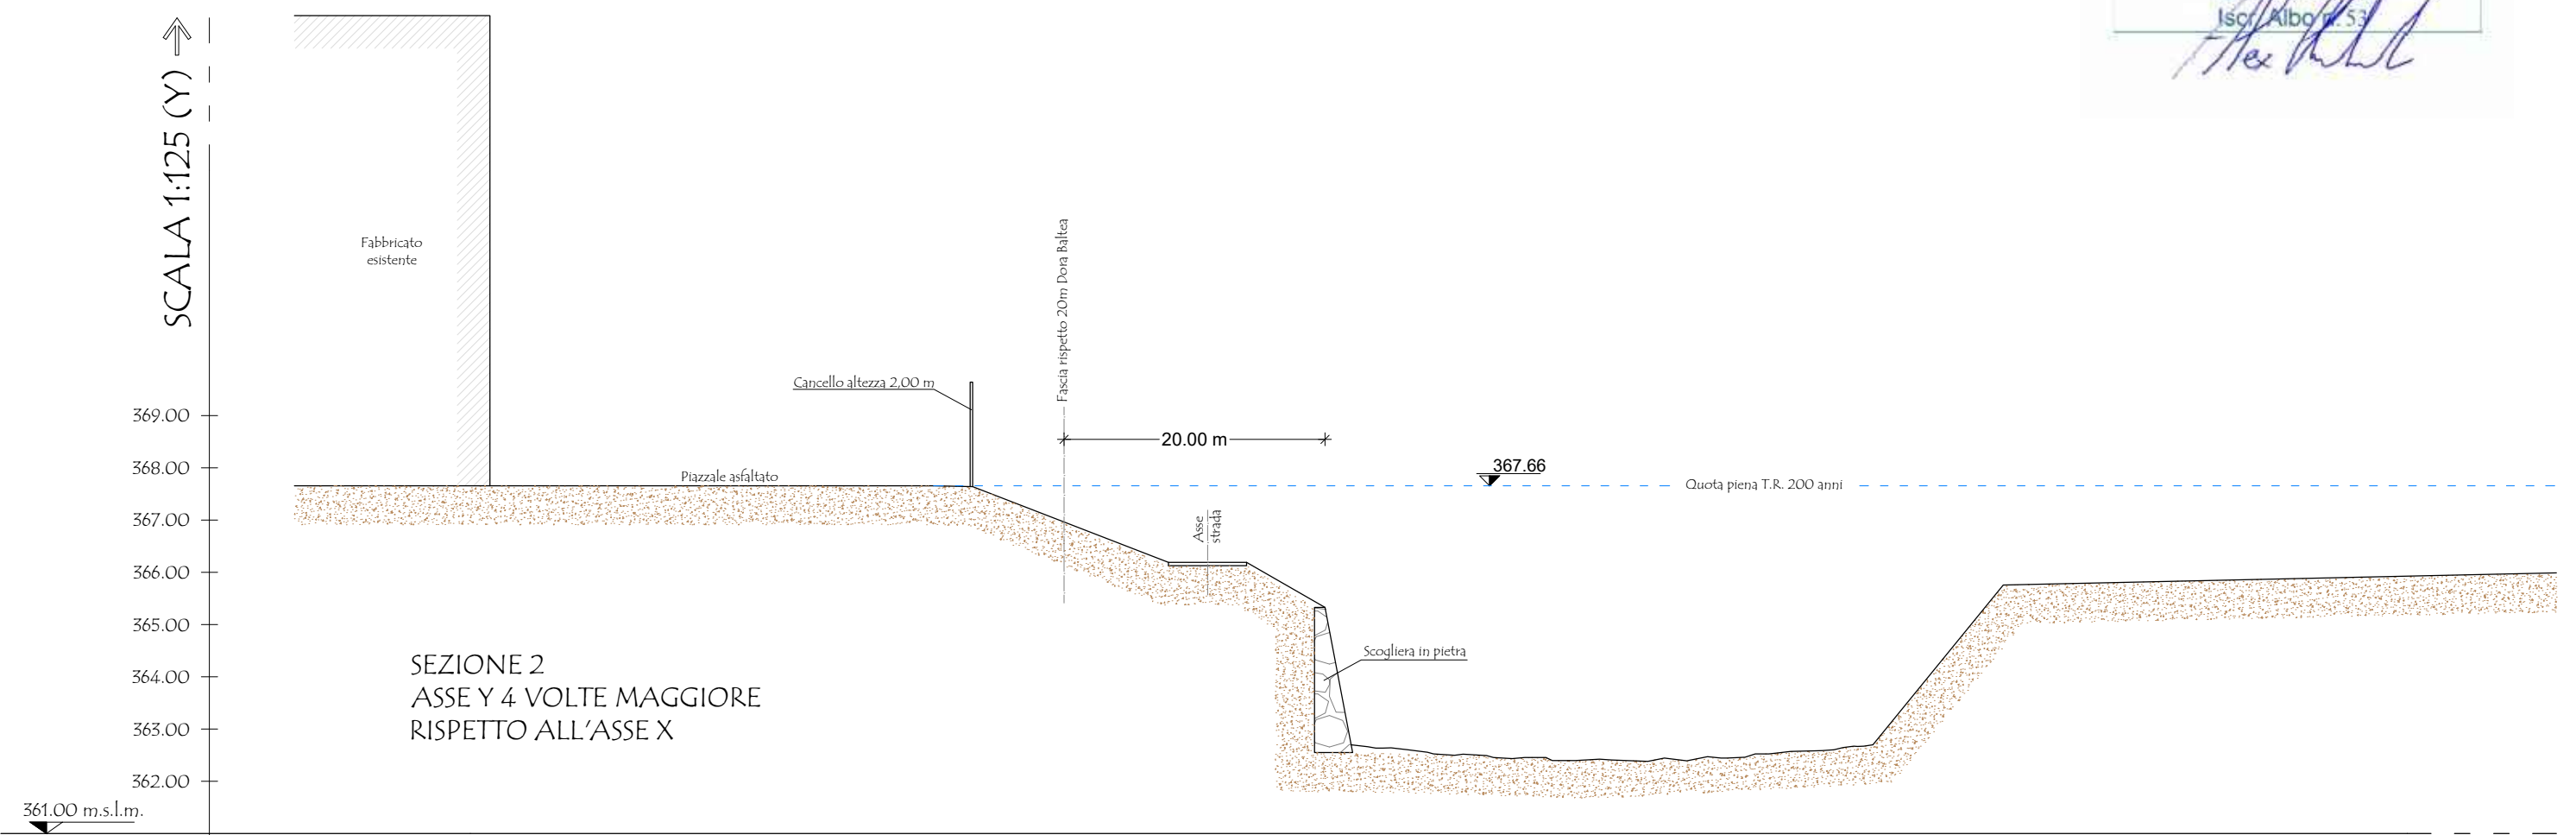 Iscr. Albo n. 53
SCALA 1:125 (Y)
Fabbricato
esistente
Fascia rispetto 20m Dora Baltea
Cancello altezza 2,00 m
369.00
20.00 m
368.00
367.66
Piazzale asfaltato
Quota piena T.R. 200 anni
367.00
Asse
strada
366.00
365.00
Scogliera in pietra
364.00
363.00
362.00
SEZIONE 2
ASSE Y 4 VOLTE MAGGIORE
RISPETTO ALL'ASSE X
361.00 m.s.l.m.